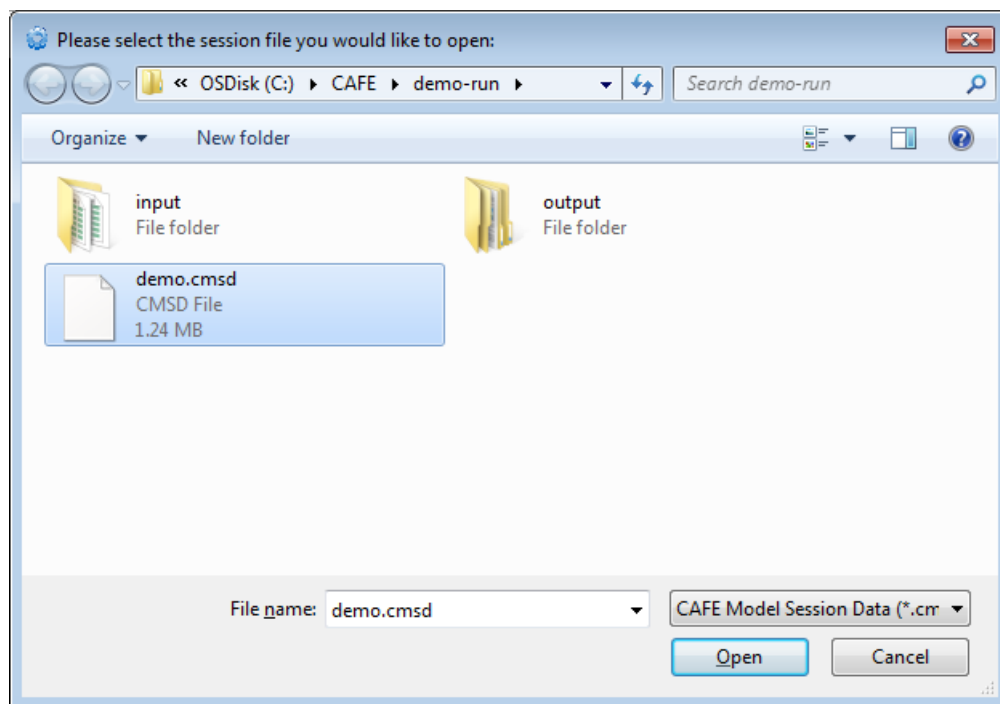 Please select the session file you would like to open:
« OSDisk (C:) CAFE demo-run
Search demo-run
Organize
New folder
input
File folder
output
File folder
demo.cmsd
CMSD File
1.24 MB
File name:
demo.cmsd
CAFE Model Session Data (*.cm
Open
Cancel